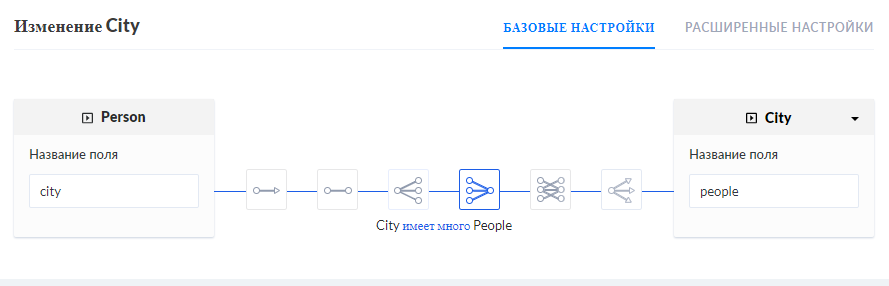 Изменение City
БАЗОВЫЕ НАСТРОЙКИ
РАСШИРЕННЫЕ НАСТРОЙКИ
Person
Название поля
city
City имеет много People
City
Название поля
people